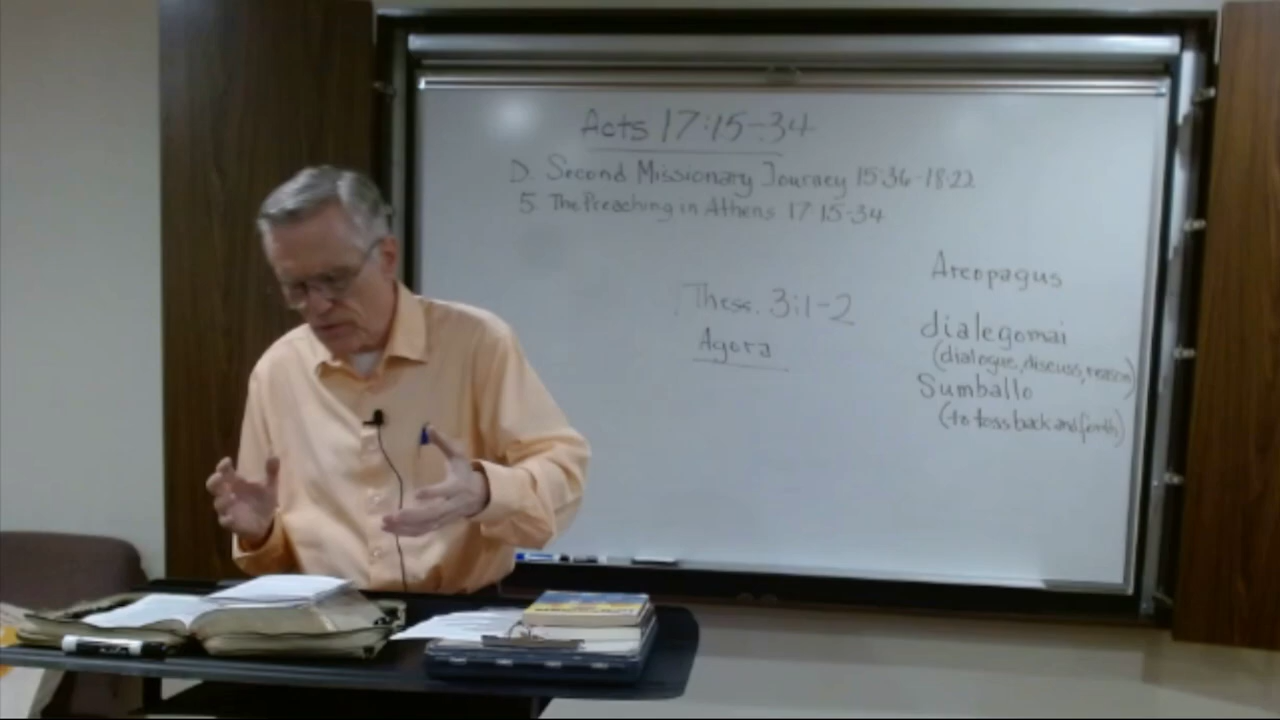 Acts 17:15-34
D. Second Missionary Journey 15:36-18:22
5. The Preaching in Athens 17:15-34
Areopagus
Thess. 3:1-2
Agora
dialegomai
(dialogue, discuss, reason)
Sumballo
(to toss back and forth)